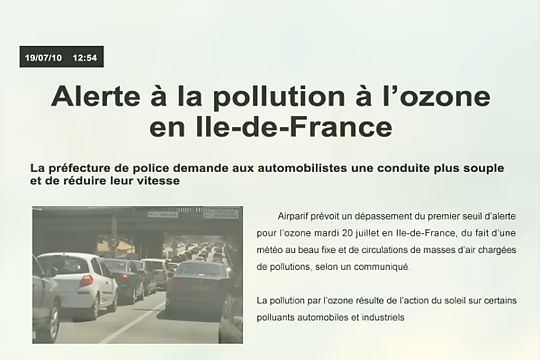 19/07/10 12:54
Alerte à la pollution à l'ozone
en Ile-de-France
La préfecture de police demande aux automobilistes une conduite plus souple
et de réduire leur vitesse
Airparif prévoit un dépassement du premier seuil d'alerte
pour l'ozone mardi 20 juillet en Ile-de-France, du fait d'une
météo au beau fixe et de circulations de masses d'air chargées
de pollutions, selon un communiqué.
La pollution par l'ozone résulte de l'action du soleil sur certains
polluants automobiles et industriels